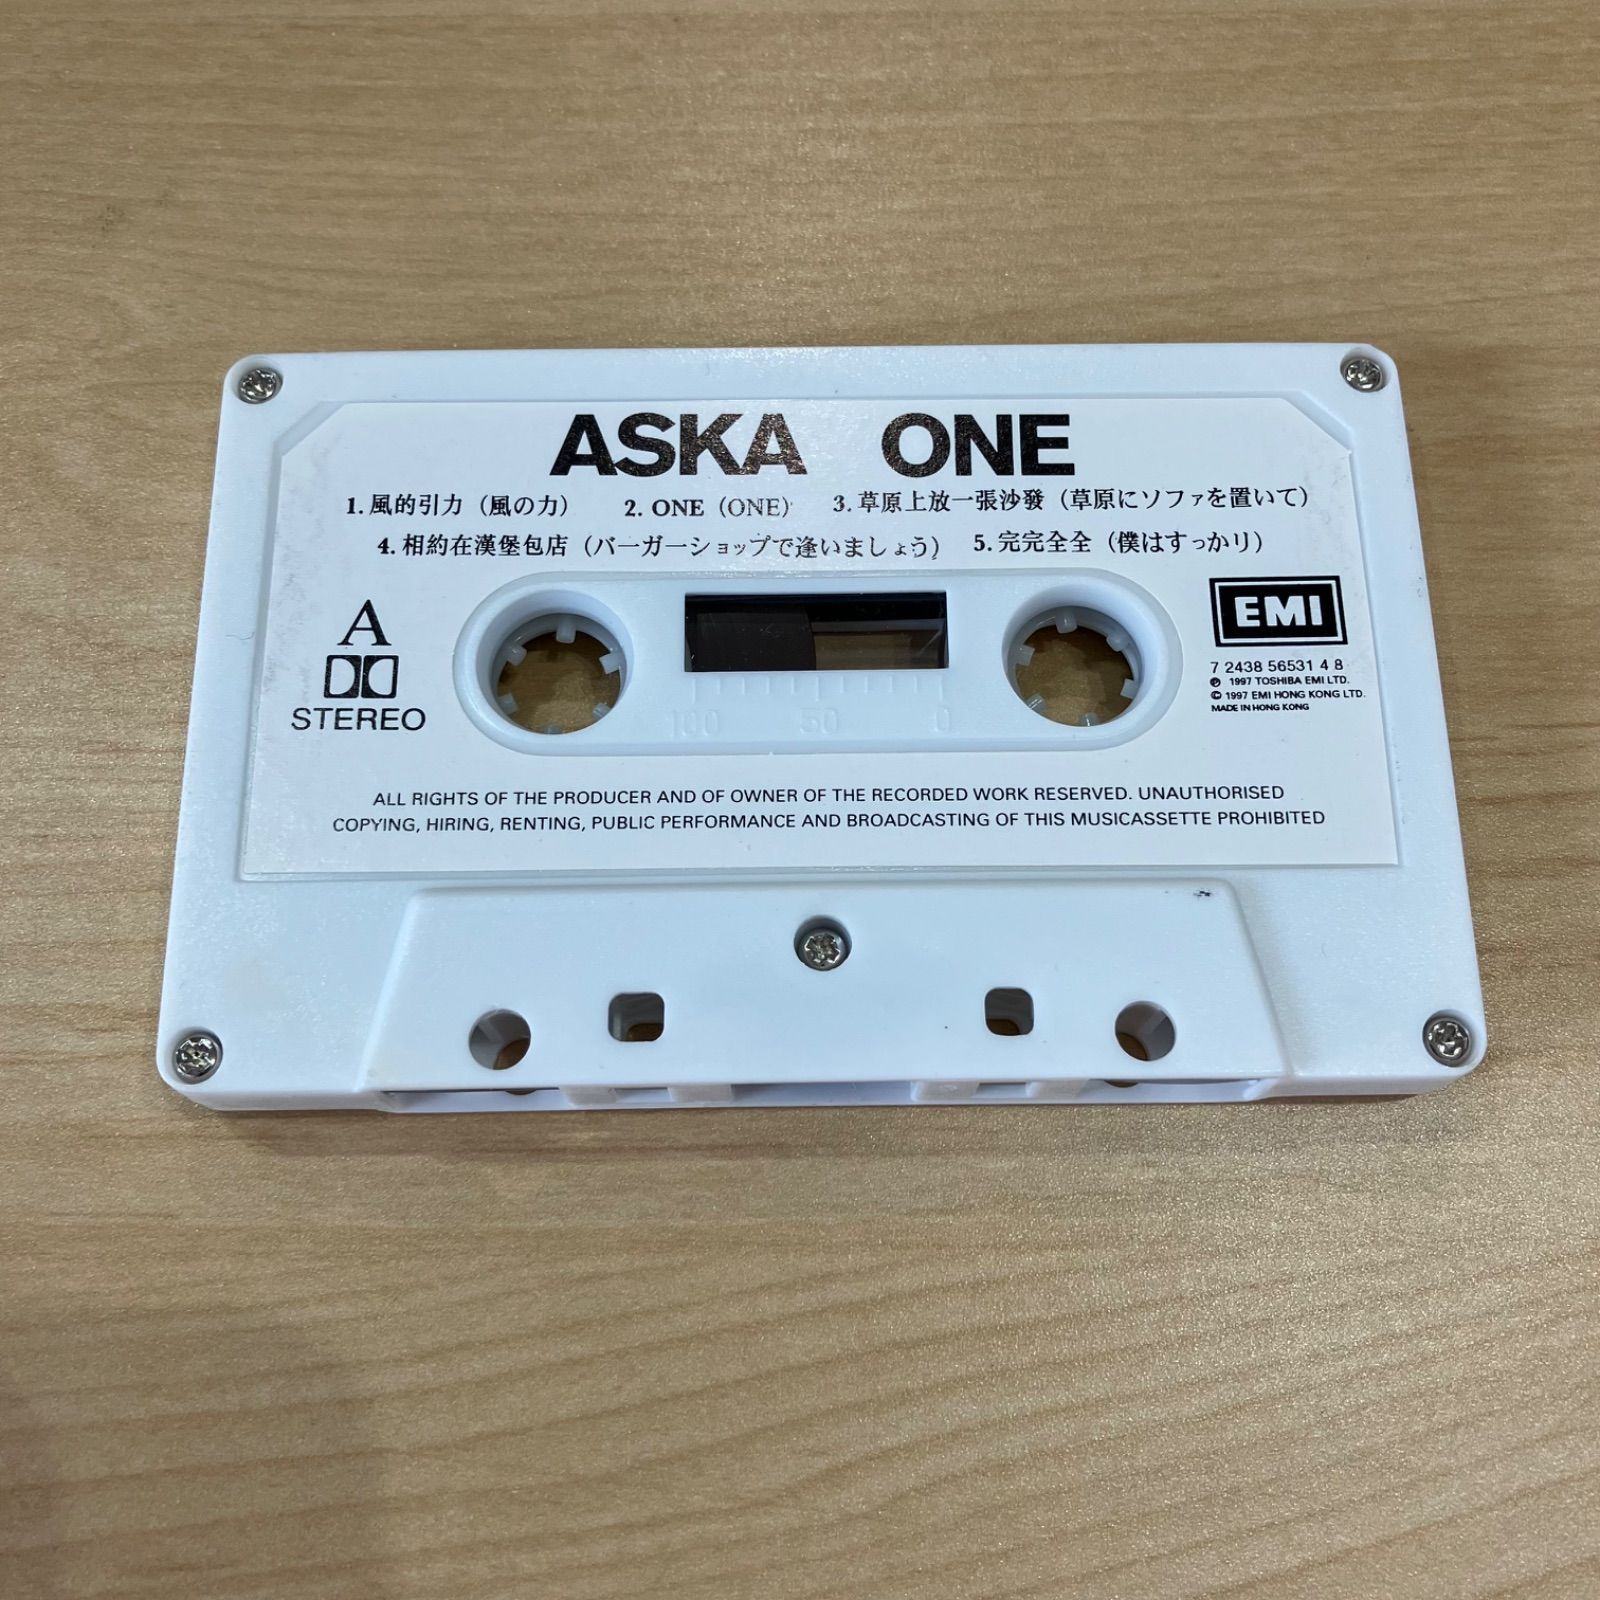 ASKA ONE
1. 風的引力（風の力） 2. ONE（ONE） 3. 草原上放一張沙發（草原にソファを置いて）
4. 相約在漢堡包店（バーガーショップで逢いましょう） 5. 完完全全（僕はすっかり）
A
STEREO
100 50 0
EMI
7 2438 56531 4 8
℗ 1997 TOSHIBA EMI LTD.
© 1997 EMI HONG KONG LTD.
MADE IN HONG KONG
ALL RIGHTS OF THE PRODUCER AND OF OWNER OF THE RECORDED WORK RESERVED. UNAUTHORISED
COPYING, HIRING, RENTING, PUBLIC PERFORMANCE AND BROADCASTING OF THIS MUSICASSETTE PROHIBITED